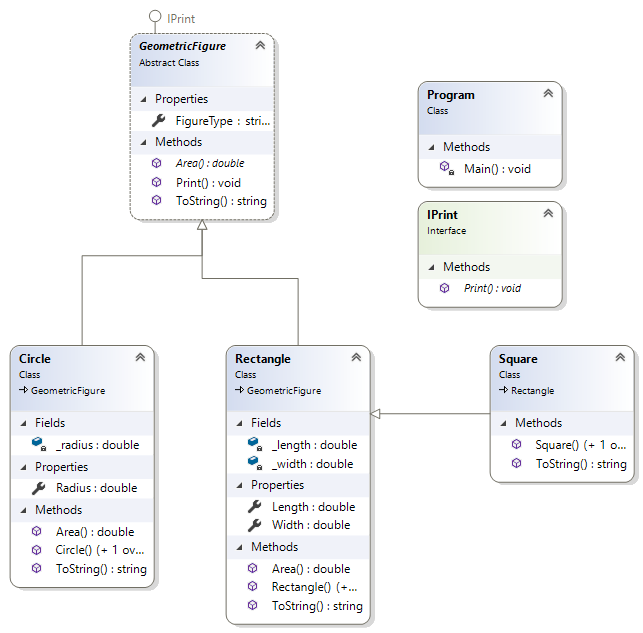 IPrint
GeometricFigure
Abstract Class
Properties
FigureType : stri...
Methods
Area() : double
Print() : void
ToString() : string
Program
Class
Methods
Main() : void
IPrint
Interface
Methods
Print() : void
Circle
Class
GeometricFigure
Fields
_radius : double
Properties
Radius : double
Methods
Area() : double
Circle() (+ 1 ov...
ToString() : string
Rectangle
Class
GeometricFigure
Fields
_length : double
_width : double
Properties
Length : double
Width : double
Methods
Area() : double
Rectangle() (+...
ToString() : string
Square
Class
Rectangle
Methods
Square() (+ 1 o...
ToString() : string